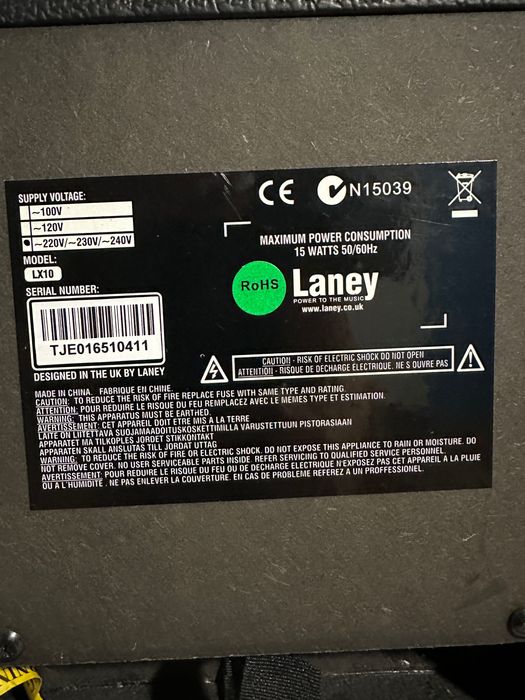 SUPPLY VOLTAGE:
~100V
~120V
~220V/~230V/~240V
MODEL:
LX10
SERIAL NUMBER:
TJE016510411
DESIGNED IN THE UK BY LANEY
CE N15039
MAXIMUM POWER CONSUMPTION
15 WATTS 50/60Hz
RoHS
Laney
POWER TO THE MUSIC
www.laney.co.uk
CAUTION - RISK OF ELECTRIC SHOCK DO NOT OPEN
ATTENTION - RISQUE DE DECHARGE ELECTRIQUE. NE S OUVRE PAS
MADE IN CHINA. FABRIQUE EN CHINE.
CAUTION: TO REDUCE THE RISK OF FIRE REPLACE FUSE WITH SAME TYPE AND RATING.
ATTENTION: POUR REDUIRE LE RISQUE DU FEU REMPLACEZ AVEC LE MEMES TYPE ET ESTIMATION.
WARNING: THIS APPARATUS MUST BE EARTHED.
AVERTISSEMENT: CET APPAREIL DOIT ETRE MIS A LA TERRE
LAITE ON LIITETTAVA SUOJAMAADOITUSKOSKETTIMILLA VARUSTETTUUN PISTORASIAAN
APPARATET MA TILKOPLES JORDET STIKKONTAKT
APPARATEN SKALL ANSLUTAS TILL JORDAT UTTAG
WARNING: TO REDUCE THE RISK OF FIRE OR ELECTRIC SHOCK. DO NOT EXPOSE THIS APPLIANCE TO RAIN OR MOISTURE. DO
NOT REMOVE COVER. NO USER SERVICEABLE PARTS INSIDE. REFER SERVICING TO QUALIFIED SERVICE PERSONNEL.
AVERTISSEMENT: POUR REDUIRE LE RISQUE DU FEU OU DE DECHARGE ELECTRIQUE N'EXPOSEZ PAS CET APPAREIL A LA PLUIE
OU A L'HUMIDITÉ. NE PAS ENLEVER LA COUVERTURE. EN CAS DE PROBLEME REFEREZ A UN PROFFESSIONEL.